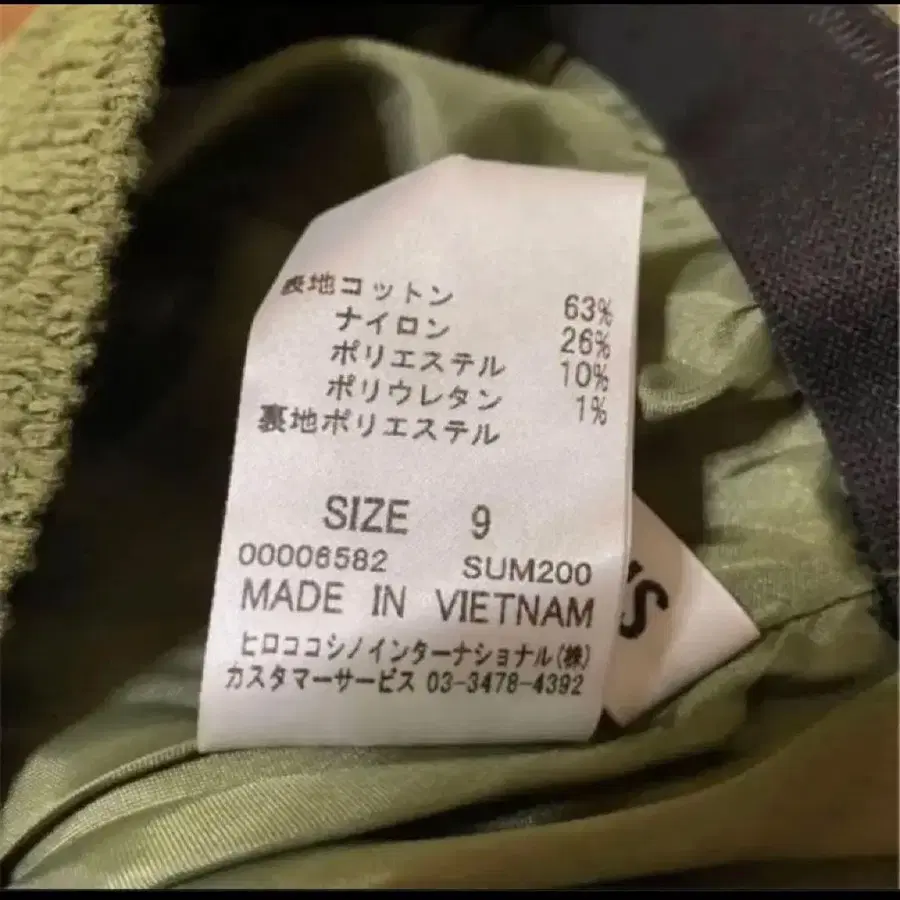 表地コットン 63%
ナイロン 26%
ポリエステル 10%
ポリウレタン 1%
裏地ポリエステル
SIZE 9
00006582 SUM200
MADE IN VIETNAM
ヒロココシノインターナショナル(株)
カスタマーサービス 03-3478-4392